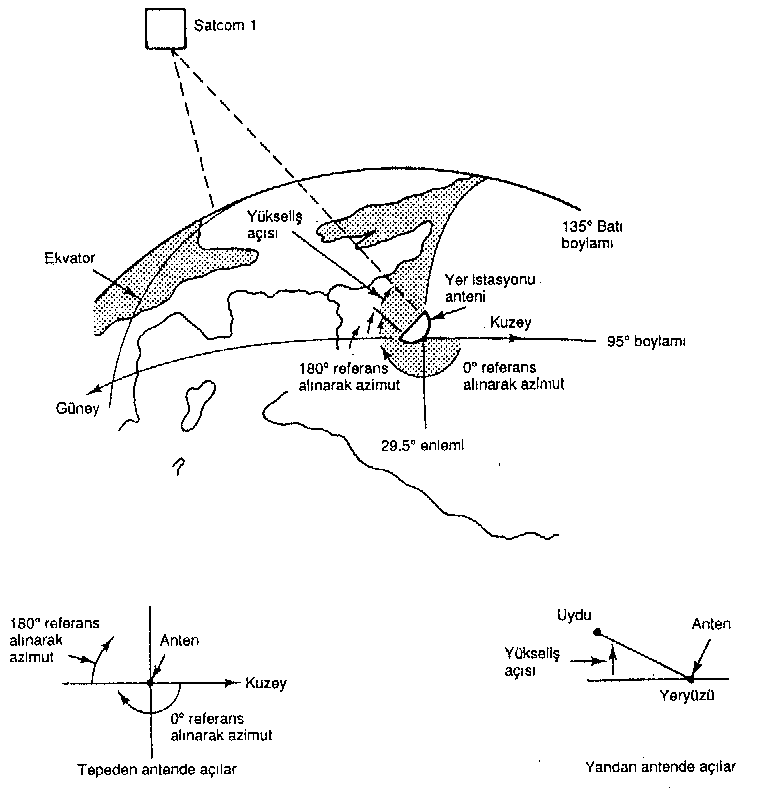 Satcom 1
Yükseliş
açısı
135° Batı
boylamı
Ekvator
Yer istasyonu
anteni
Kuzey
95° boylamı
180° referans
alınarak azimut
0° referans
alınarak azimut
Güney
29.5° enlemi
180° referans
alınarak
azimut
Anten
Kuzey
0° referans
alınarak azimut
Tepeden antende açılar
Uydu
Anten
Yükseliş
açısı
Yeryüzü
Yandan antende açılar